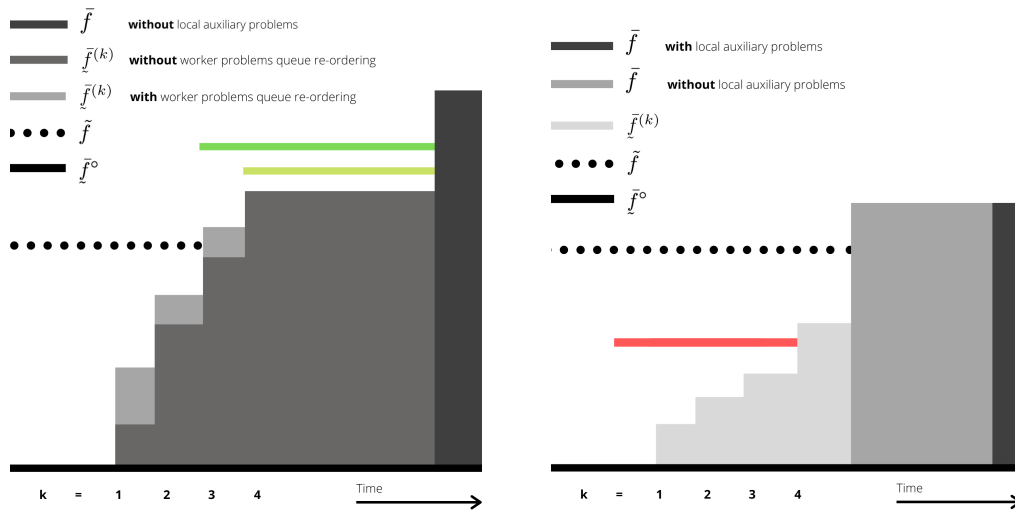 f̄ without local auxiliary problems
f̰̄⁽ᵏ⁾ without worker problems queue re-ordering
f̰̄⁽ᵏ⁾ with worker problems queue re-ordering
f̃
f̰̄°
k = 1 2 3 4
Time
f̄ with local auxiliary problems
f̄ without local auxiliary problems
f̰̄⁽ᵏ⁾
f̃
f̰̄°
k = 1 2 3 4
Time